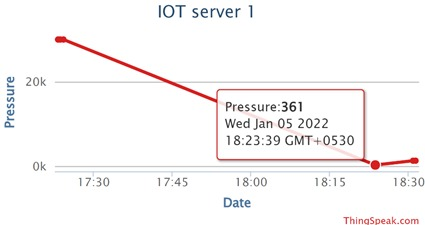 IOT server 1
Pressure
20k
0k
Pressure:361
Wed Jan 05 2022
18:23:39 GMT+0530
17:30 17:45 18:00 18:15 18:30
Date
ThingSpeak.com